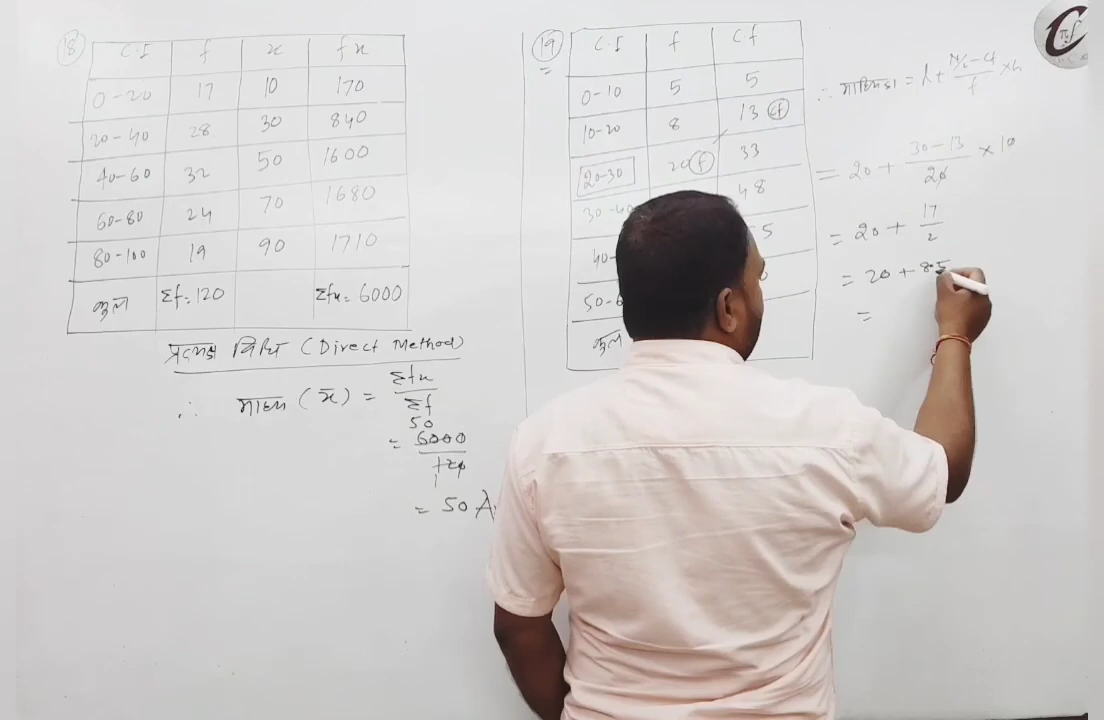 18
C.I f x fx
0-20 17 10 170
20-40 28 30 840
40-60 32 50 1600
60-80 24 70 1680
80-100 19 90 1710
कुल Σf=120 Σfx=6000
प्रत्यक्ष विधि (Direct Method)
∴ माध्य (x̄) = Σfx/Σf
50
= 6000/120
1
= 50
19
C.I f Cf
0-10 5 5
10-20 8 13 (cf)
20-30 20 (f) 33
30-40 48
40-
50-6
कुल
∴ माध्यिका = l + N/2-cf/f × h
= 20 + 30-13/20 × 10
= 20 + 17/2
= 20 + 8.5
=